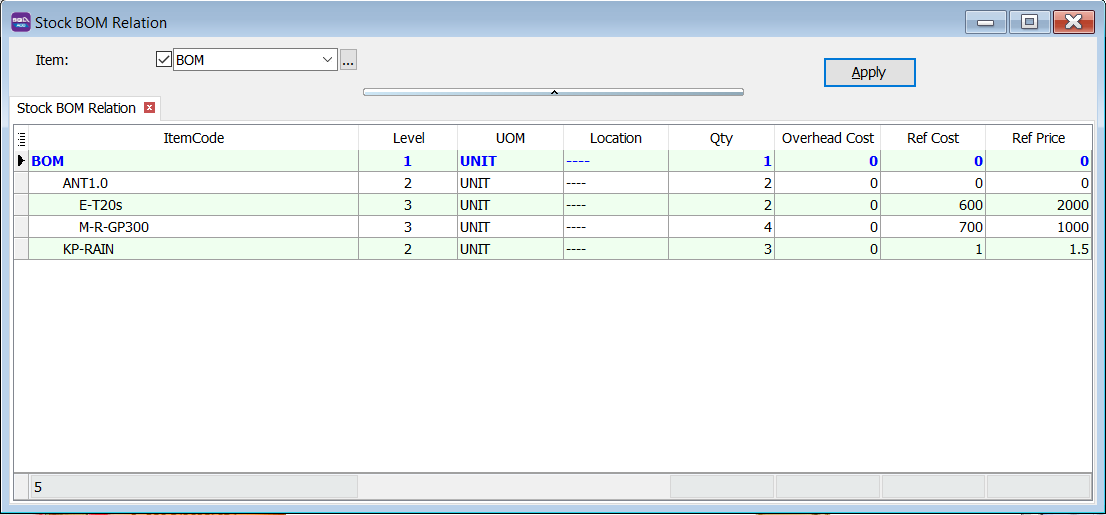 Stock BOM Relation
Item: BOM ...
Apply
Stock BOM Relation
ItemCode Level UOM Location Qty Overhead Cost Ref Cost Ref Price
BOM 1 UNIT ---- 1 0 0 0
ANT1.0 2 UNIT ---- 2 0 0 0
E-T20s 3 UNIT ---- 2 0 600 2000
M-R-GP300 3 UNIT ---- 4 0 700 1000
KP-RAIN 2 UNIT ---- 3 0 1 1.5
5